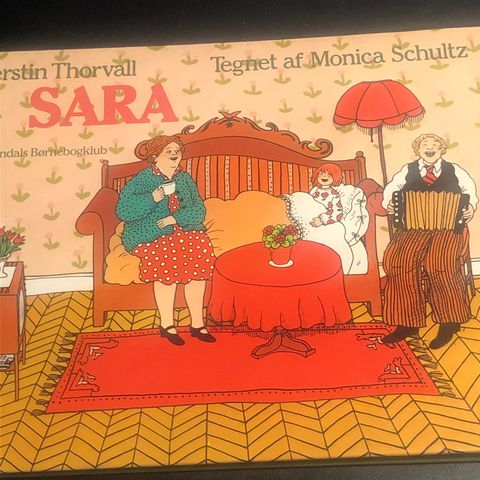 erstin Thorvall
Tegnet af Monica Schultz
SARA
ndals Børnebogklub